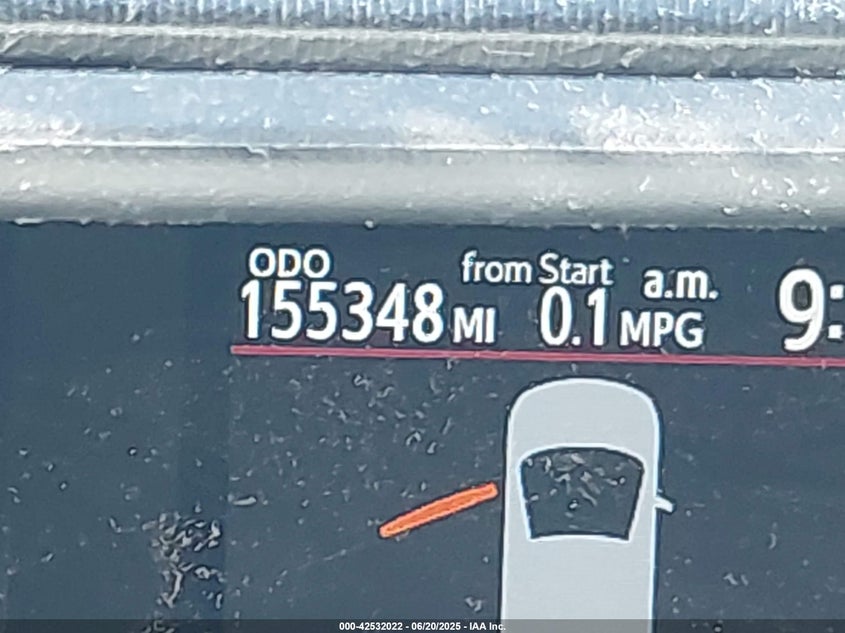 ODO from Start a.m. 9:
155348 MI 0.1 MPG
000-42532022 - 06/20/2025 - IAA Inc.